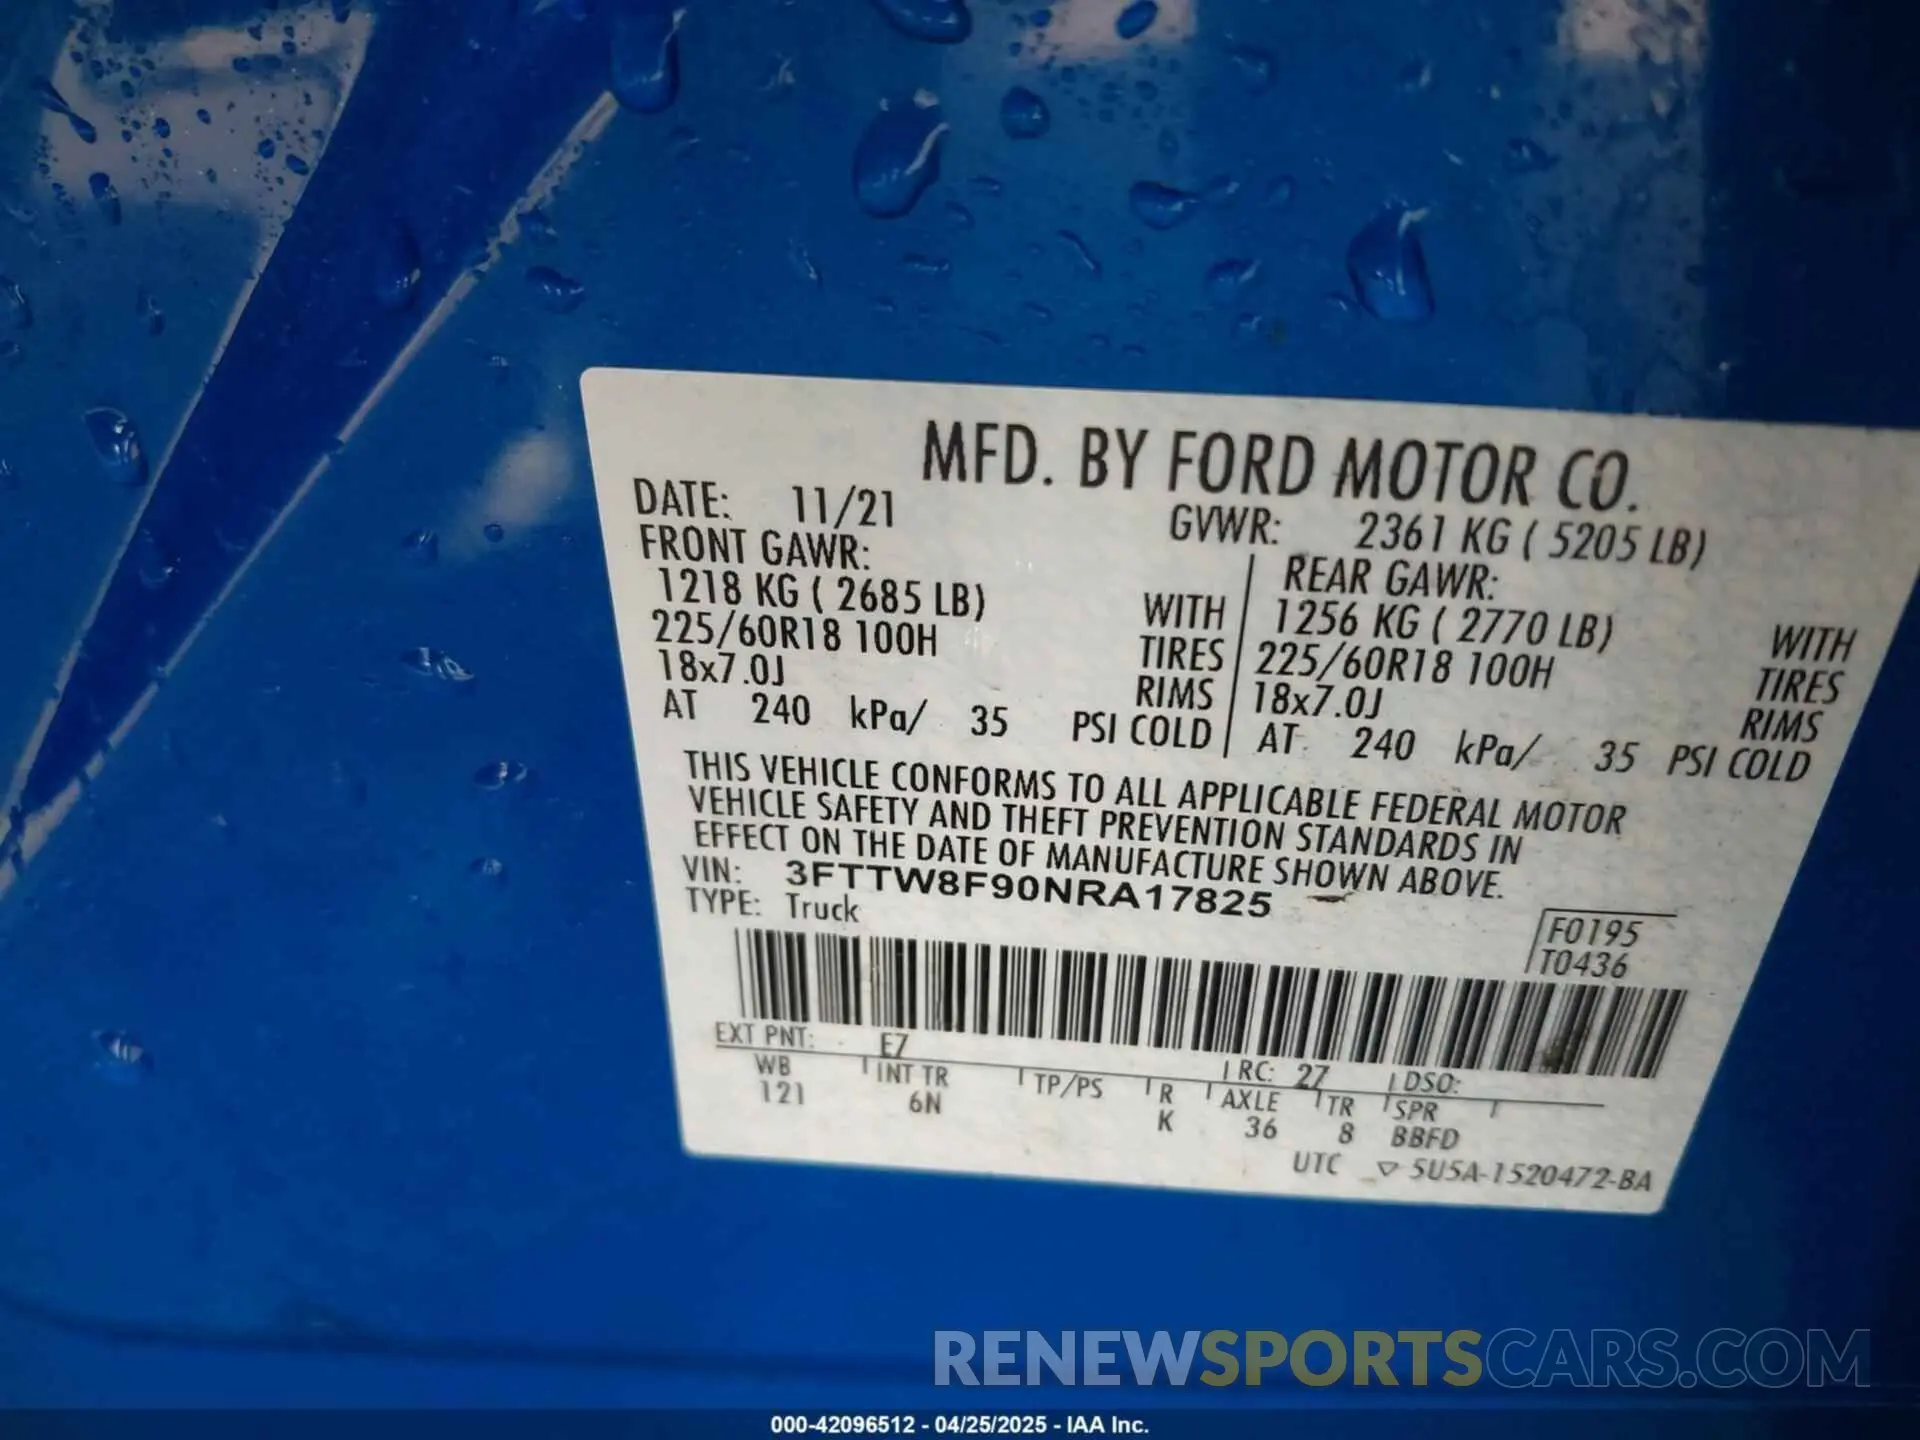 MFD. BY FORD MOTOR CO.
DATE: 11/21 GVWR: 2361 KG ( 5205 LB)
FRONT GAWR: REAR GAWR:
1218 KG ( 2685 LB) WITH 1256 KG ( 2770 LB) WITH
225/60R18 100H TIRES 225/60R18 100H TIRES
18x7.0J RIMS 18x7.0J RIMS
AT 240 kPa/ 35 PSI COLD AT 240 kPa/ 35 PSI COLD
THIS VEHICLE CONFORMS TO ALL APPLICABLE FEDERAL MOTOR
VEHICLE SAFETY AND THEFT PREVENTION STANDARDS IN
EFFECT ON THE DATE OF MANUFACTURE SHOWN ABOVE.
VIN: 3FTTW8F90NRA17825
TYPE: Truck
F0195
T0436
EXT PNT: E7 RC: 27 DSO:
WB INT TR TP/PS R AXLE TR SPR
121 6N K 36 8 BBFD
UTC ▽ 5U5A-1520472-BA
RENEWSPORTSCARS.COM
000-42096512 - 04/25/2025 - IAA Inc.